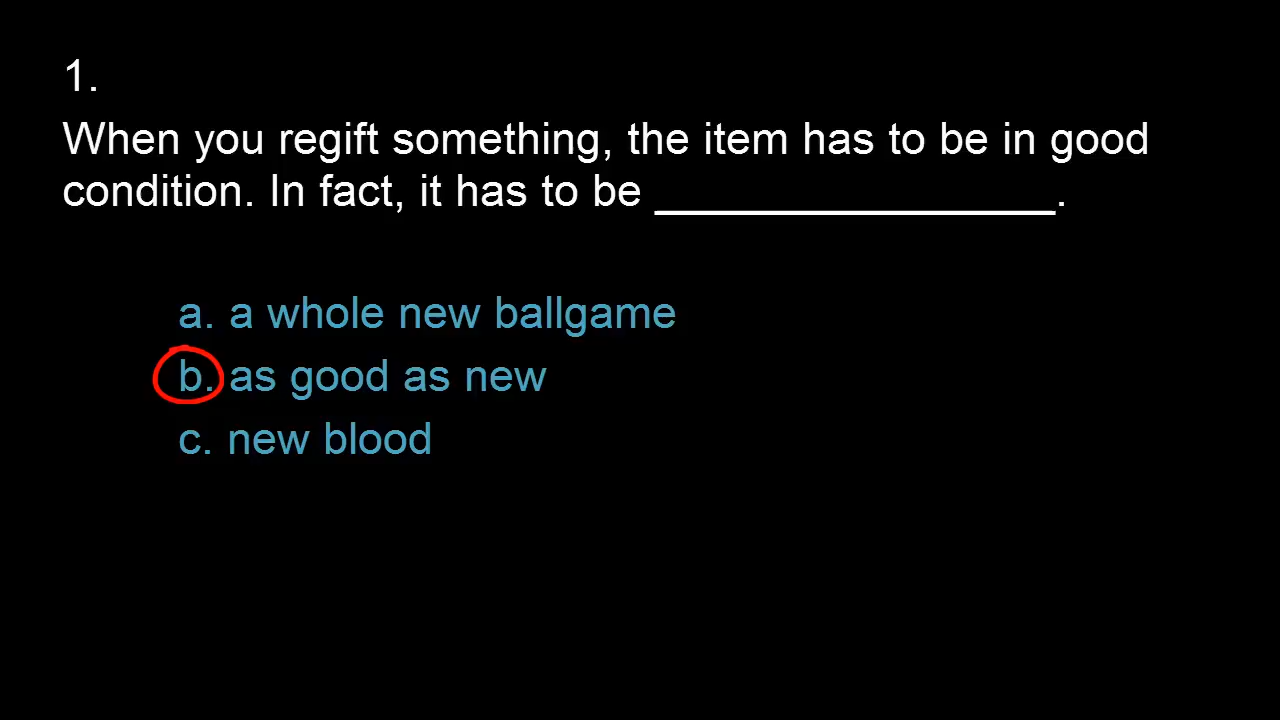 1.
When you regift something, the item has to be in good
condition. In fact, it has to be ________________.
a. a whole new ballgame
b. as good as new
c. new blood